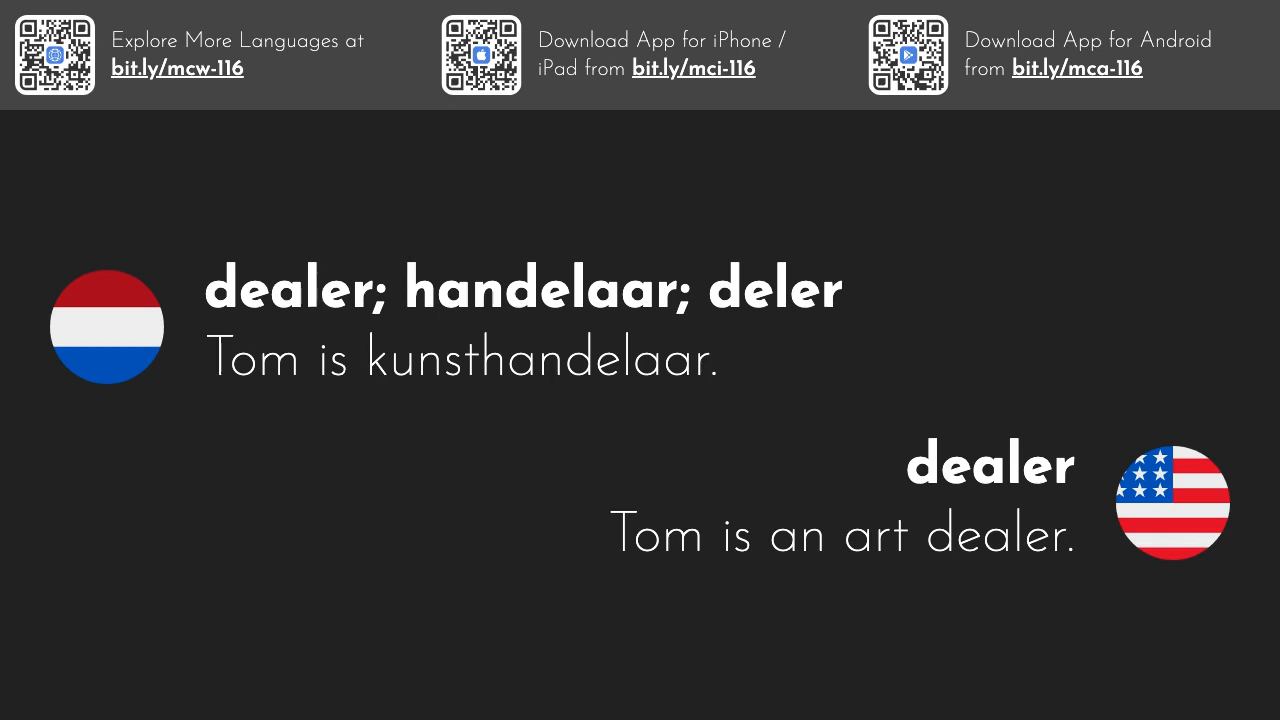 Explore More Languages at
bit.ly/mcw-116
Download App for iPhone /
iPad from bit.ly/mci-116
Download App for Android
from bit.ly/mca-116
dealer; handelaar; deler
Tom is kunsthandelaar.
dealer
Tom is an art dealer.